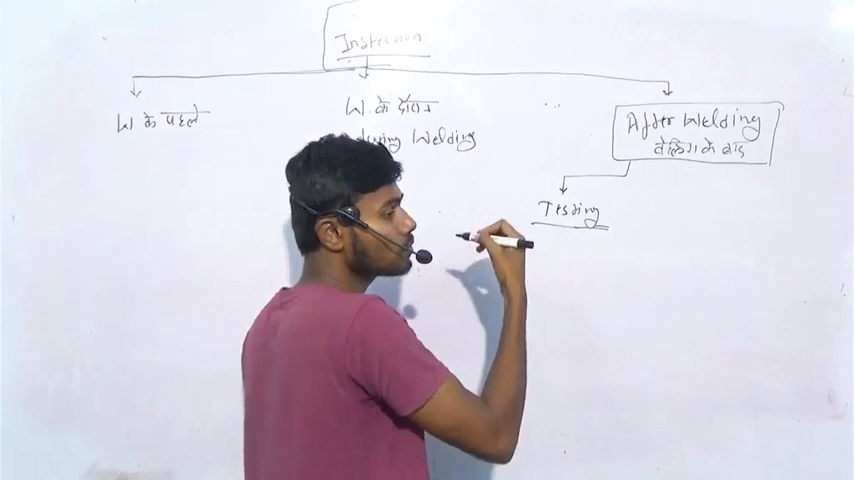 Inspection
W के पहले
W. के दौरान
during Welding
After Welding
वेल्डिंग के बाद
Testing